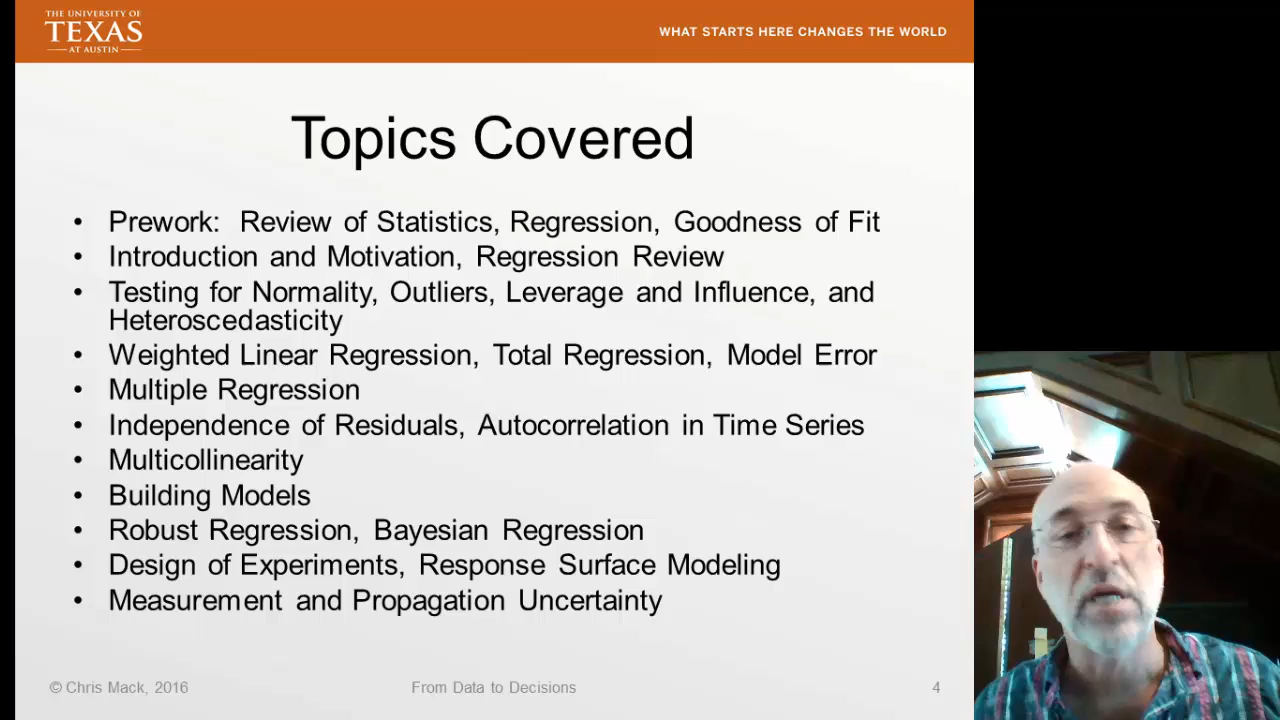 THE UNIVERSITY OF
TEXAS
AT AUSTIN
WHAT STARTS HERE CHANGES THE WORLD
Topics Covered
• Prework: Review of Statistics, Regression, Goodness of Fit
• Introduction and Motivation, Regression Review
• Testing for Normality, Outliers, Leverage and Influence, and
Heteroscedasticity
• Weighted Linear Regression, Total Regression, Model Error
• Multiple Regression
• Independence of Residuals, Autocorrelation in Time Series
• Multicollinearity
• Building Models
• Robust Regression, Bayesian Regression
• Design of Experiments, Response Surface Modeling
• Measurement and Propagation Uncertainty
© Chris Mack, 2016
From Data to Decisions
4